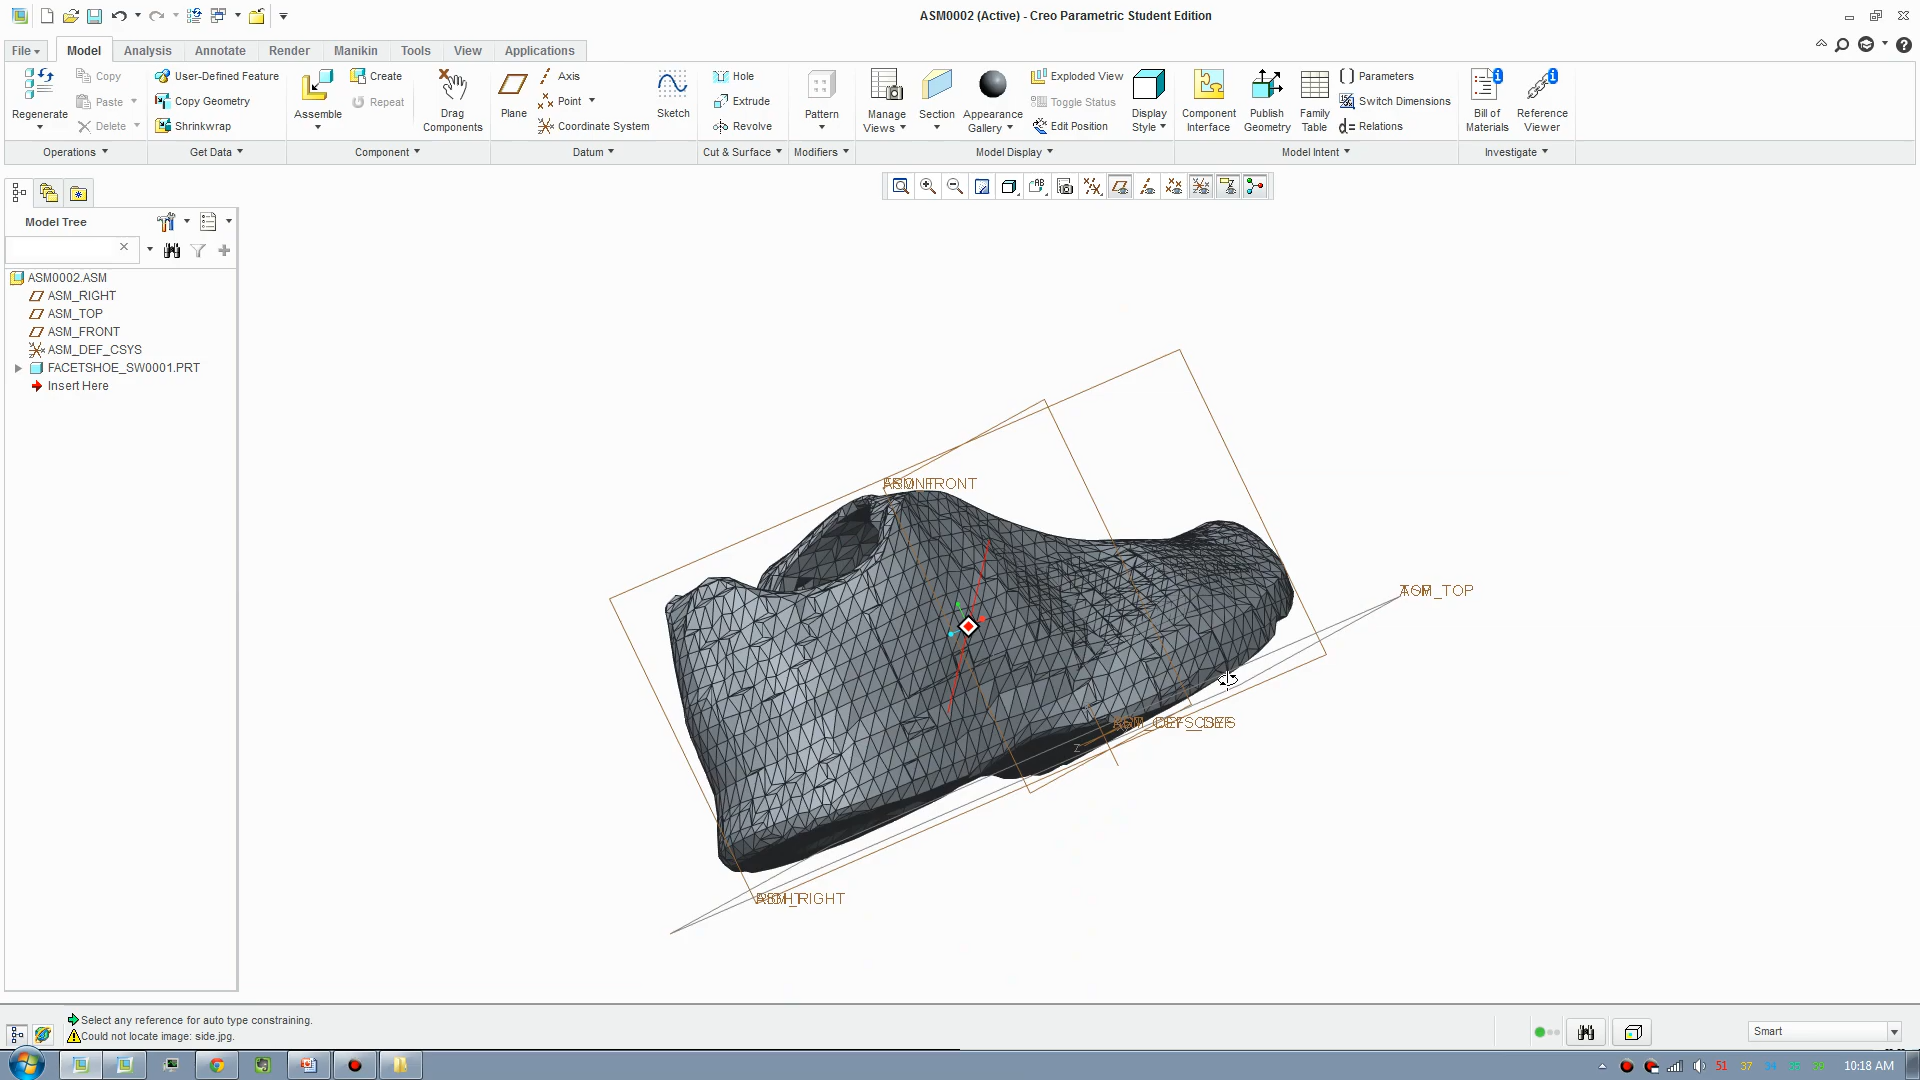 ASM0002 (Active) - Creo Parametric Student Edition
File
Model
Analysis
Annotate
Render
Manikin
Tools
View
Applications
Regenerate
Copy
Paste
Delete
Operations
User-Defined Feature
Copy Geometry
Shrinkwrap
Get Data
Assemble
Create
Repeat
Drag
Components
Component
Plane
Axis
Point
Coordinate System
Sketch
Datum
Hole
Extrude
Revolve
Cut & Surface
Pattern
Modifiers
Manage
Views
Section
Appearance
Gallery
Exploded View
Toggle Status
Edit Position
Display
Style
Model Display
Component
Interface
Publish
Geometry
Family
Table
Parameters
Switch Dimensions
Relations
Model Intent
Bill of
Materials
Reference
Viewer
Investigate
Model Tree
ASM0002.ASM
ASM_RIGHT
ASM_TOP
ASM_FRONT
ASM_DEF_CSYS
FACETSHOE_SW0001.PRT
Insert Here
ASM_TOP
Z
ASM_RIGHT
Select any reference for auto type constraining.
Could not locate image: side.jpg.
Smart
51
37
10:18 AM